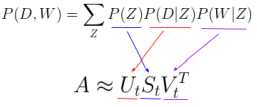 P(D, W) = ∑_Z P(Z)P(D|Z)P(W|Z)
A ≈ U_t S_t V_t^T